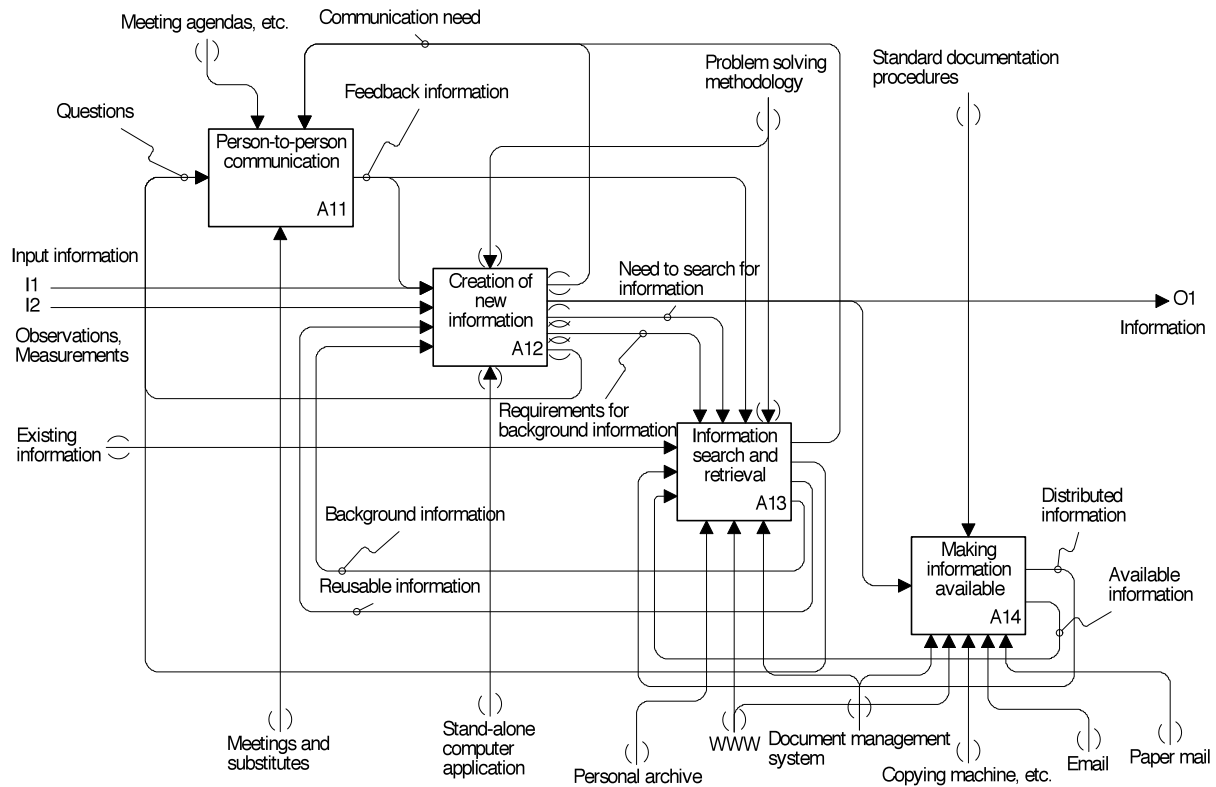 Communication need
Meeting agendas, etc.
Problem solving
methodology
Standard documentation
procedures
Feedback information
Questions
Person-to-person
communication
A11
Input information
I1
I2
Observations,
Measurements
Creation of
new
information
A12
Need to search for
information
O1
Information
Requirements for
background information
Existing
information
Information
search and
retrieval
A13
Background information
Reusable information
Distributed
information
Making
information
available
A14
Available
information
Meetings and
substitutes
Stand-alone
computer
application
Personal archive
WWW
Document management
system
Copying machine, etc.
Email
Paper mail